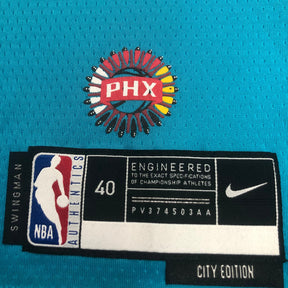 PHX
SWINGMAN
NBA
AUTHENTICS
40
ENGINEERED
TO THE EXACT SPECIFICATIONS
OF CHAMPIONSHIP ATHLETES
PV374503AA
CITY EDITION